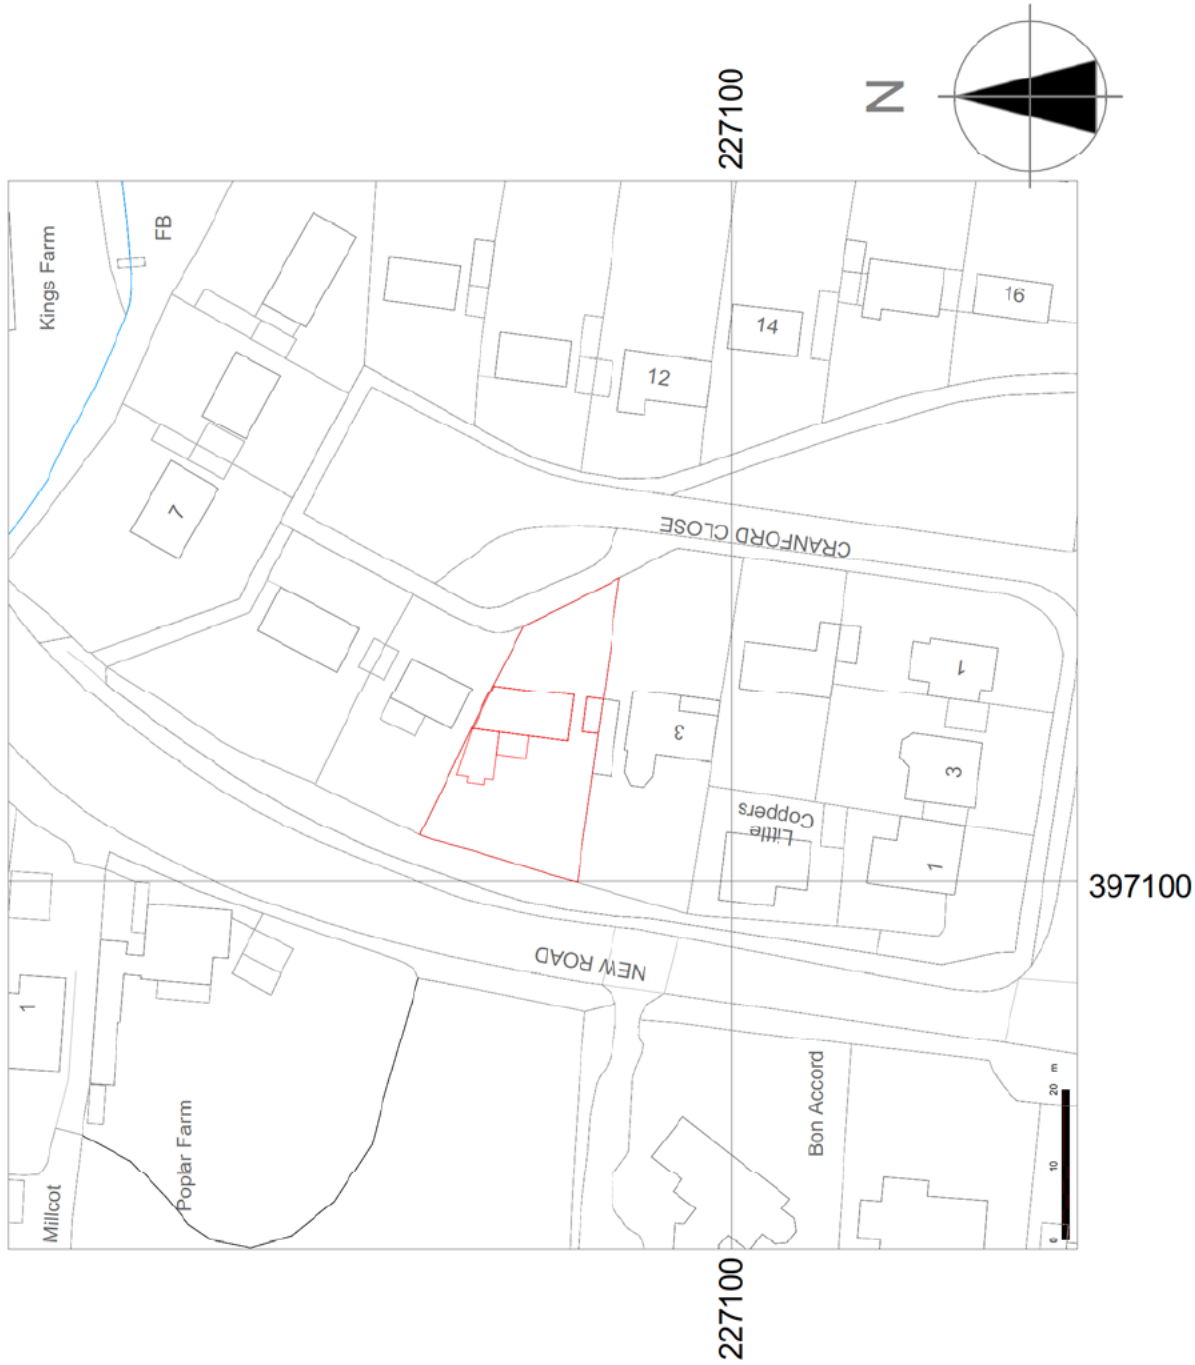 227100
N
Kings Farm
FB
16
14
12
7
CRANFORD CLOSE
1
3
3
Little
Coppers
1
397100
NEW ROAD
1
Bon Accord
Poplar Farm
Millcot
0 10 20 m
227100